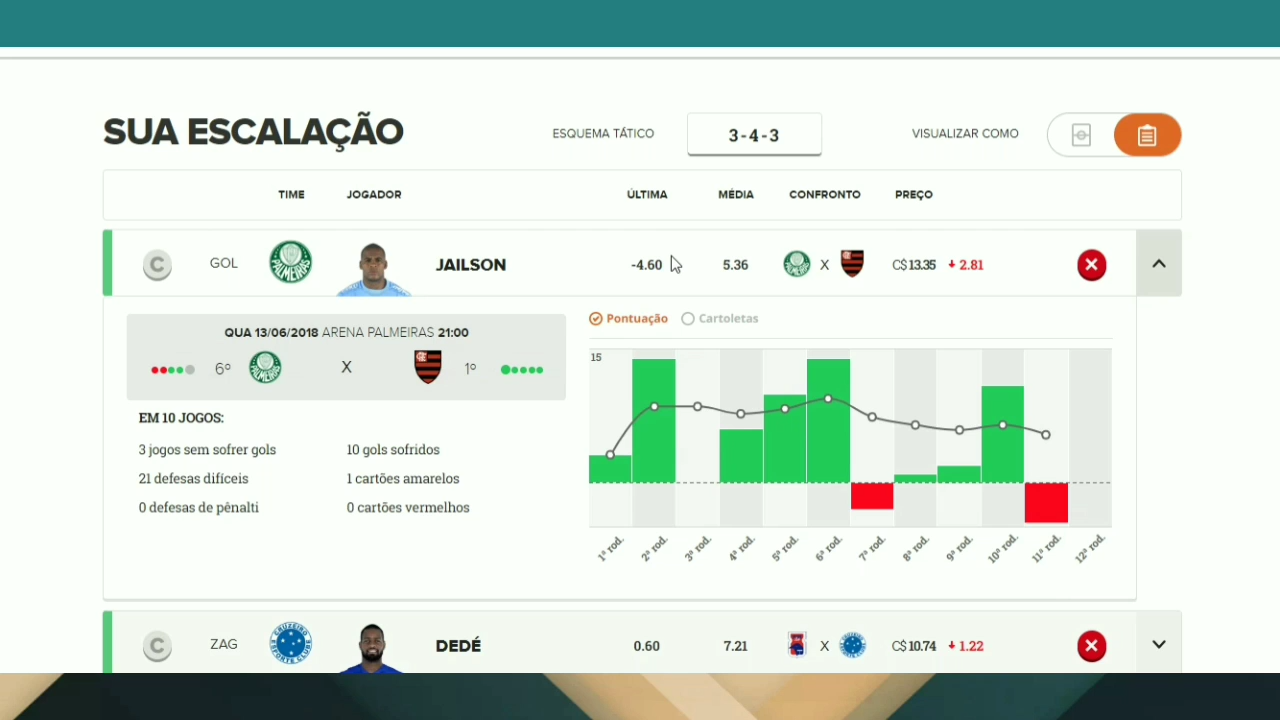 SUA ESCALAÇÃO
ESQUEMA TÁTICO 3-4-3 VISUALIZAR COMO
TIME JOGADOR ÚLTIMA MÉDIA CONFRONTO PREÇO
C GOL PALMEIRAS JAILSON -4.60 5.36 X C$ 13.35 2.81
QUA 13/06/2018 ARENA PALMEIRAS 21:00
6º X 1º
EM 10 JOGOS:
3 jogos sem sofrer gols 10 gols sofridos
21 defesas difíceis 1 cartões amarelos
0 defesas de pênalti 0 cartões vermelhos
Pontuação Cartoletas
15
1ª rod. 2ª rod. 3ª rod. 4ª rod. 5ª rod. 6ª rod. 7ª rod. 8ª rod. 9ª rod. 10ª rod. 11ª rod. 12ª rod.
C ZAG CRUZEIRO ESPORTE CLUBE DEDÉ 0.60 7.21 X C$ 10.74 1.22